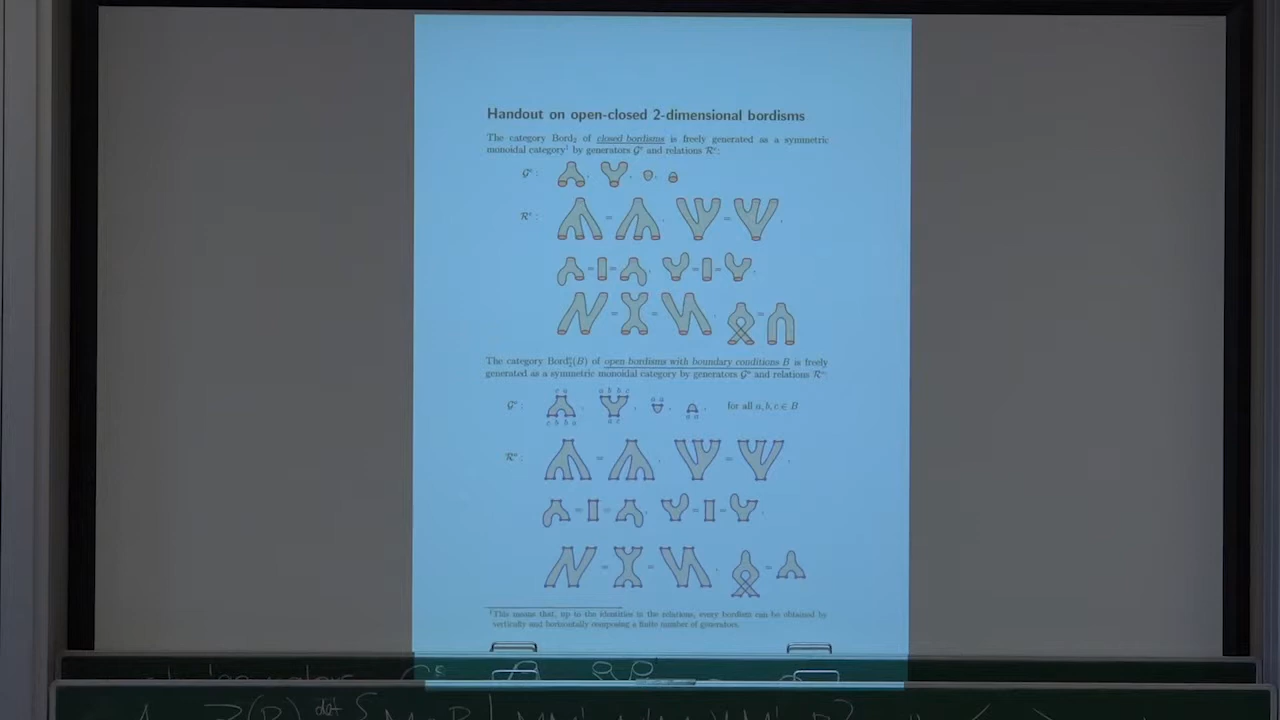 Handout on open-closed 2-dimensional bordisms
The category Bord₂ of closed bordisms is freely generated as a symmetric
monoidal category¹ by generators 𝒢ᶜ and relations ℛᶜ:
𝒢ᶜ :
ℛᶜ :
The category Bord₂ᵒ(B) of open bordisms with boundary conditions B is freely
generated as a symmetric monoidal category by generators 𝒢ᵒ and relations ℛᵒ:
c a a b b c a a
𝒢ᵒ : for all a, b, c ∈ B
c b b a a c a a
ℛᵒ :
¹This means that, up to the identities in the relations, every bordism can be obtained by
vertically and horizontally composing a finite number of generators.